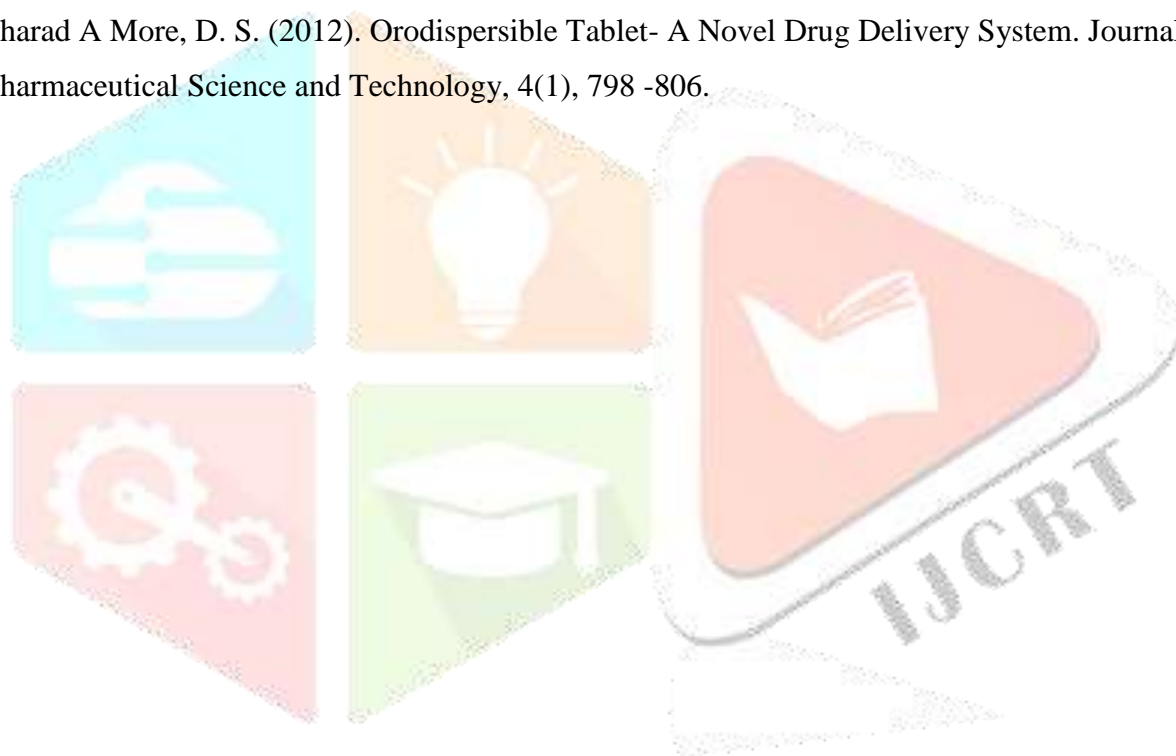 harad A More, D. S. (2012). Orodispersible Tablet- A Novel Drug Delivery System. Journal
harmaceutical Science and Technology, 4(1), 798 -806.
IJCRT